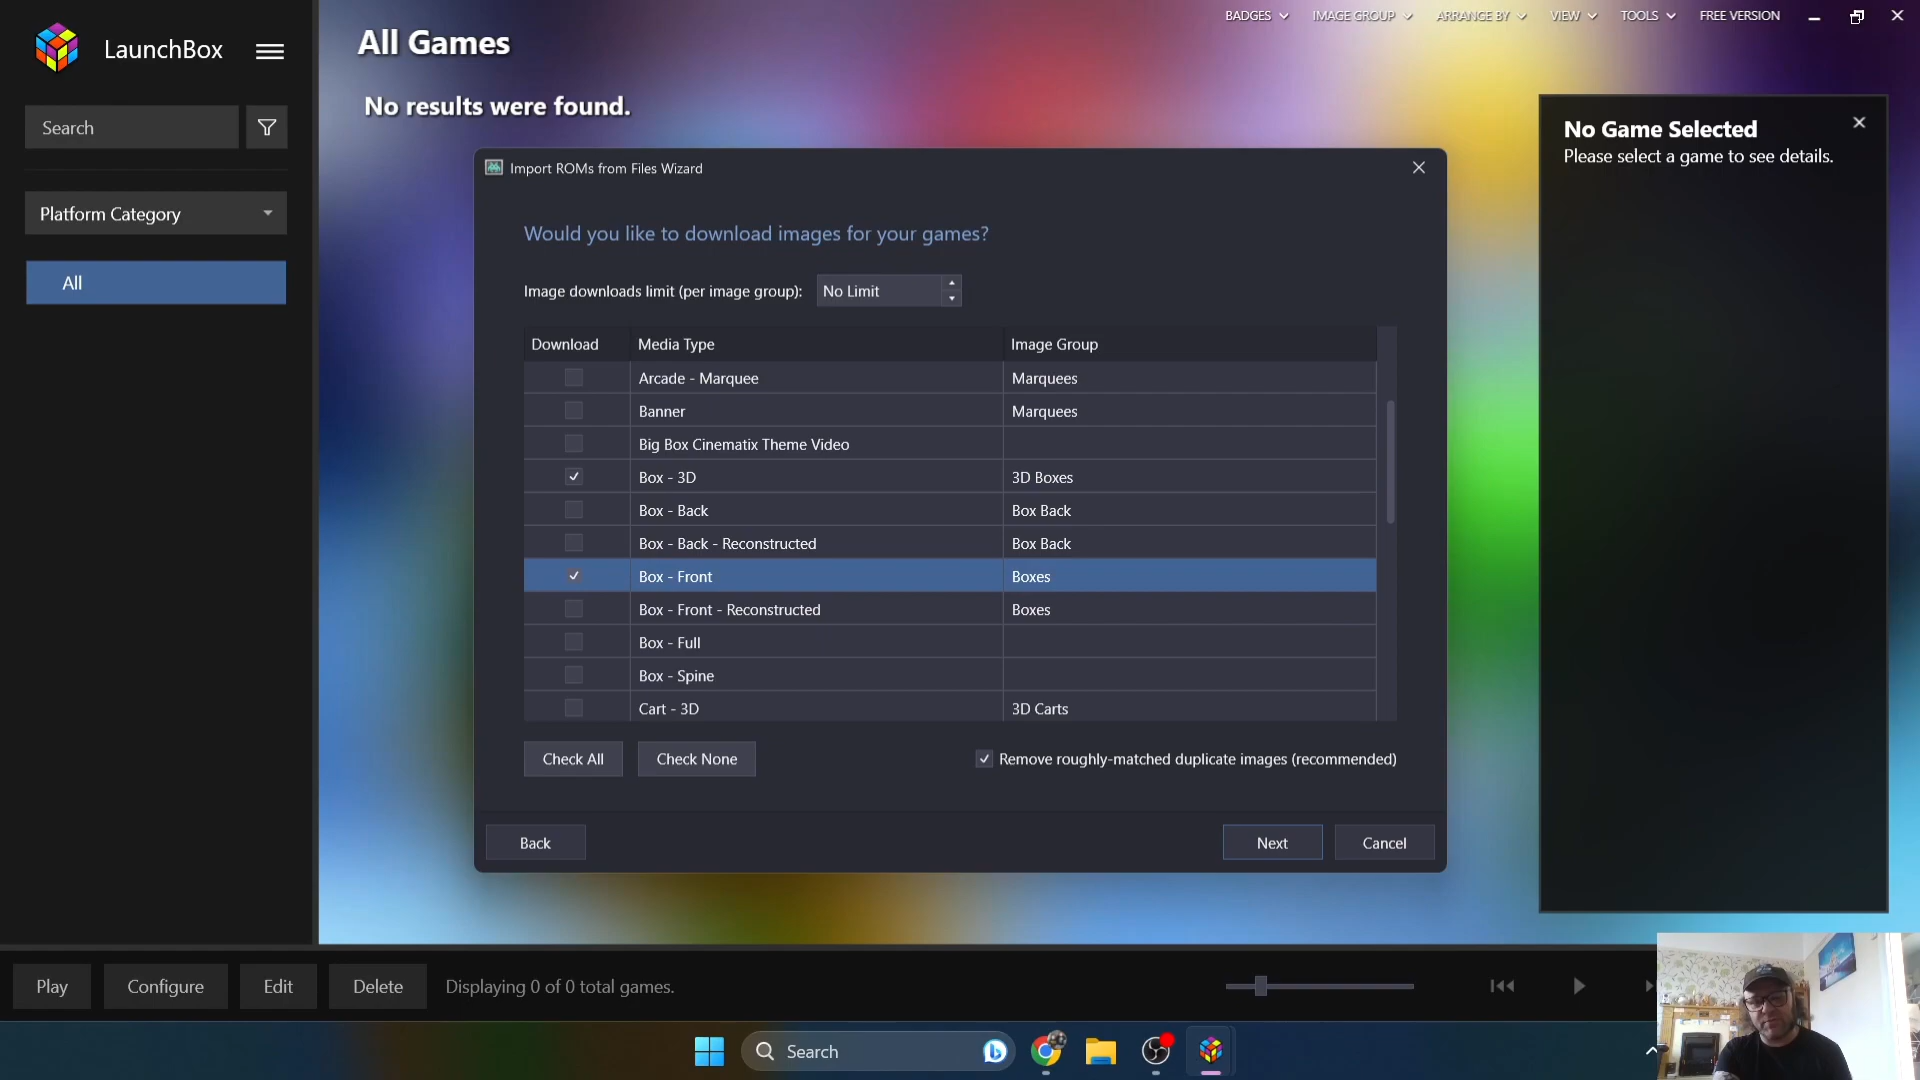 LaunchBox
Search
Platform Category
All
All Games
No results were found.
BADGES
IMAGE GROUP
ARRANGE BY
VIEW
TOOLS
FREE VERSION
No Game Selected
Please select a game to see details.
Import ROMs from Files Wizard
Would you like to download images for your games?
Image downloads limit (per image group): No Limit
Download Media Type Image Group
Arcade - Marquee Marquees
Banner Marquees
Big Box Cinematix Theme Video
Box - 3D 3D Boxes
Box - Back Box Back
Box - Back - Reconstructed Box Back
Box - Front Boxes
Box - Front - Reconstructed Boxes
Box - Full
Box - Spine
Cart - 3D 3D Carts
Check All Check None Remove roughly-matched duplicate images (recommended)
Back Next Cancel
Play Configure Edit Delete Displaying 0 of 0 total games.
Search